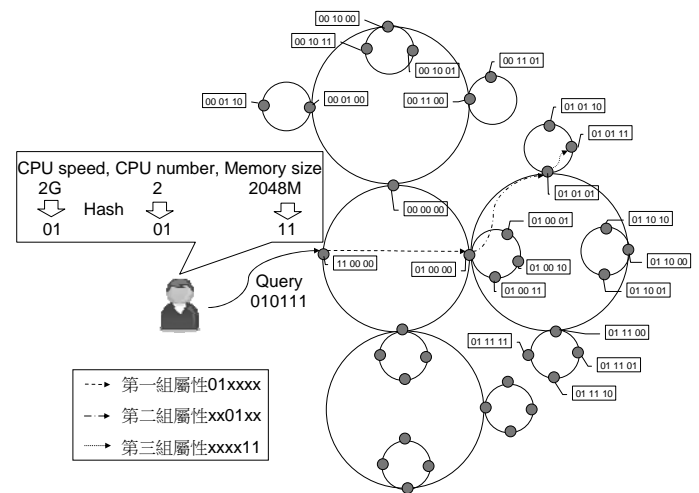 00 10 00
00 10 11
00 10 01
00 11 01
00 01 10
00 01 00
00 11 00
01 01 10
01 01 11
CPU speed, CPU number, Memory size
2G 2 2048M
Hash
01 01 11
01 01 01
00 00 00
01 00 01
01 10 10
11 00 00
01 00 00
01 00 10
01 10 00
Query
010111
01 00 11
01 10 01
01 11 00
01 11 11
01 11 01
01 11 10
第一組屬性01xxxx
第二組屬性xx01xx
第三組屬性xxxx11